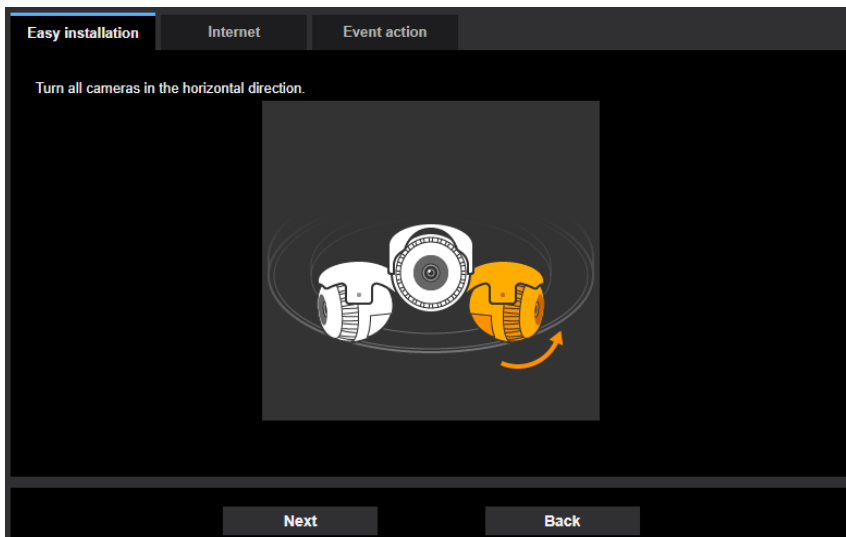 Easy installation Internet Event action
Turn all cameras in the horizontal direction.
Next Back